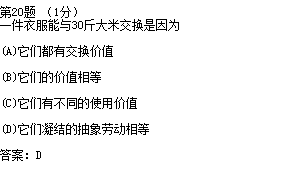 第20题 （1分）
一件衣服能与30斤大米交换是因为
(A)它们都有交换价值
(B)它们的价值相等
(C)它们有不同的使用价值
(D)它们凝结的抽象劳动相等
答案：D